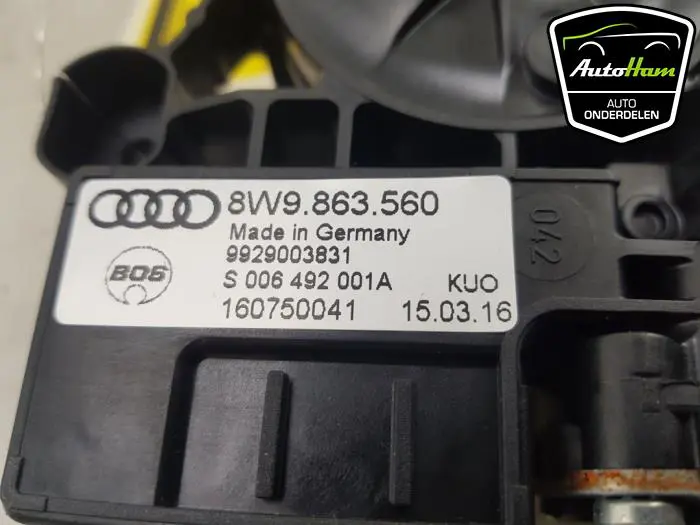 AutoHam
AUTO
ONDERDELEN
8W9.863.560
Made in Germany
9929003831
BOS
S 006 492 001A KUO
160750041 15.03.16
042